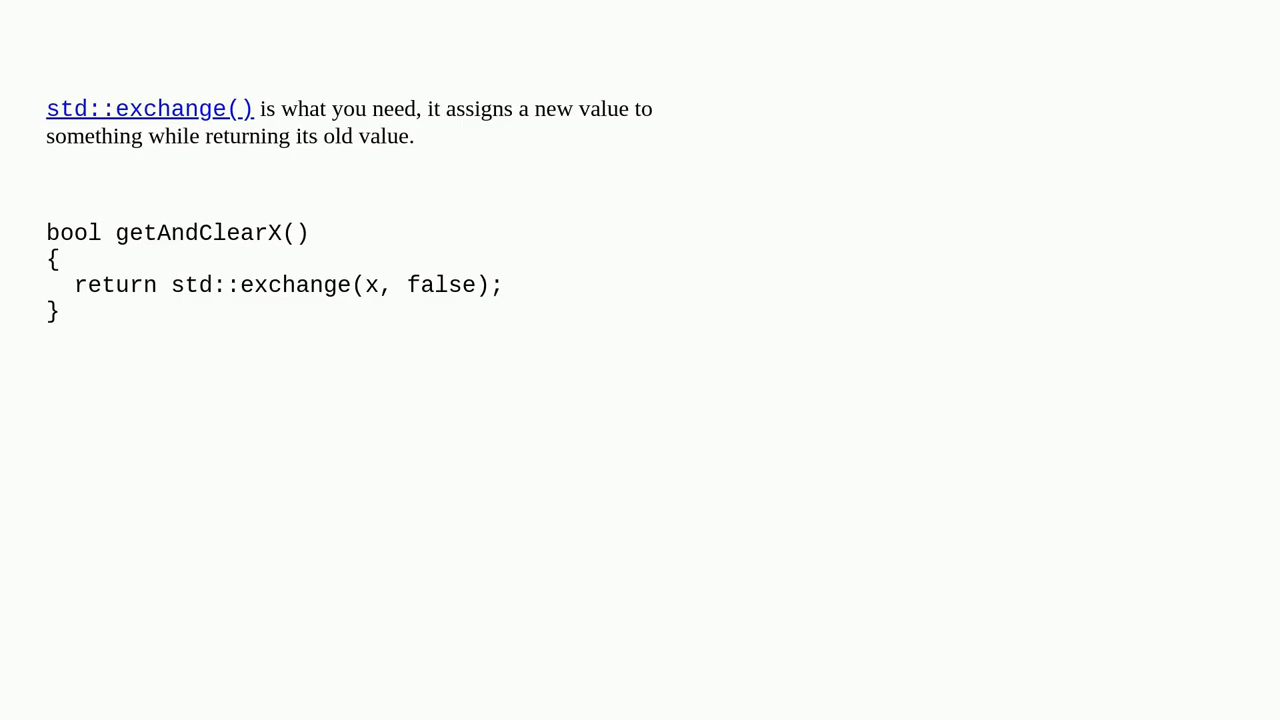 std::exchange() is what you need, it assigns a new value to
something while returning its old value.
bool getAndClearX()
{
  return std::exchange(x, false);
}